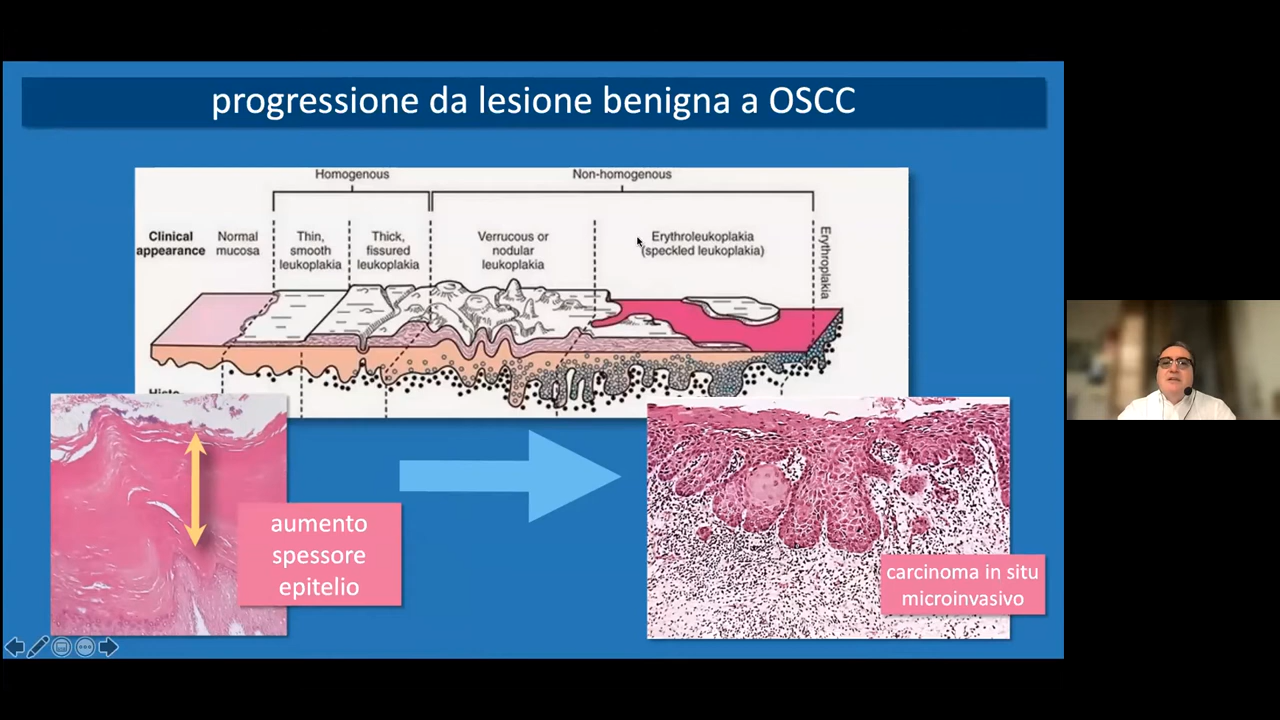 progressione da lesione benigna a OSCC
Homogenous
Non-homogenous
Clinical
appearance
Normal
mucosa
Thin,
smooth
leukoplakia
Thick,
fissured
leukoplakia
Verrucous or
nodular
leukoplakia
Erythroleukoplakia
(speckled leukoplakia)
Erythroplakia
aumento
spessore
epitelio
carcinoma in situ
microinvasivo